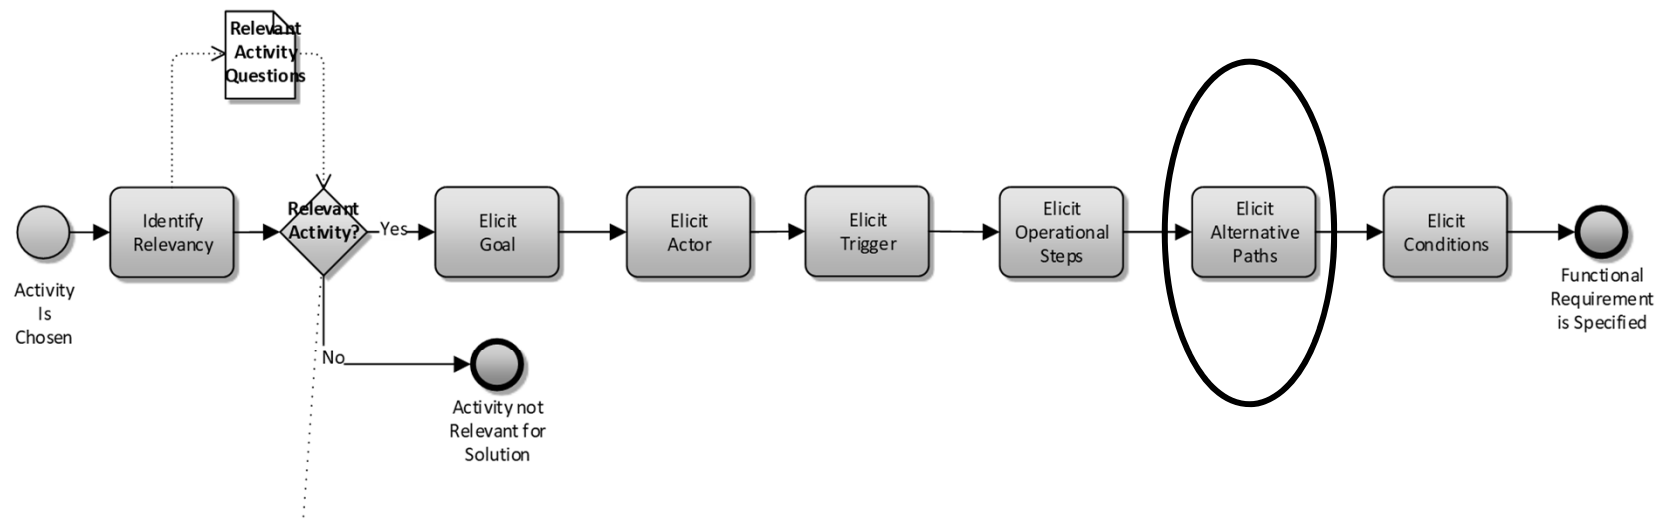 Relevant
Activity
Questions
Activity
Is
Chosen
Identify
Relevancy
Relevant
Activity?
Yes
No
Activity not
Relevant for
Solution
Elicit
Goal
Elicit
Actor
Elicit
Trigger
Elicit
Operational
Steps
Elicit
Alternative
Paths
Elicit
Conditions
Functional
Requirement
is Specified